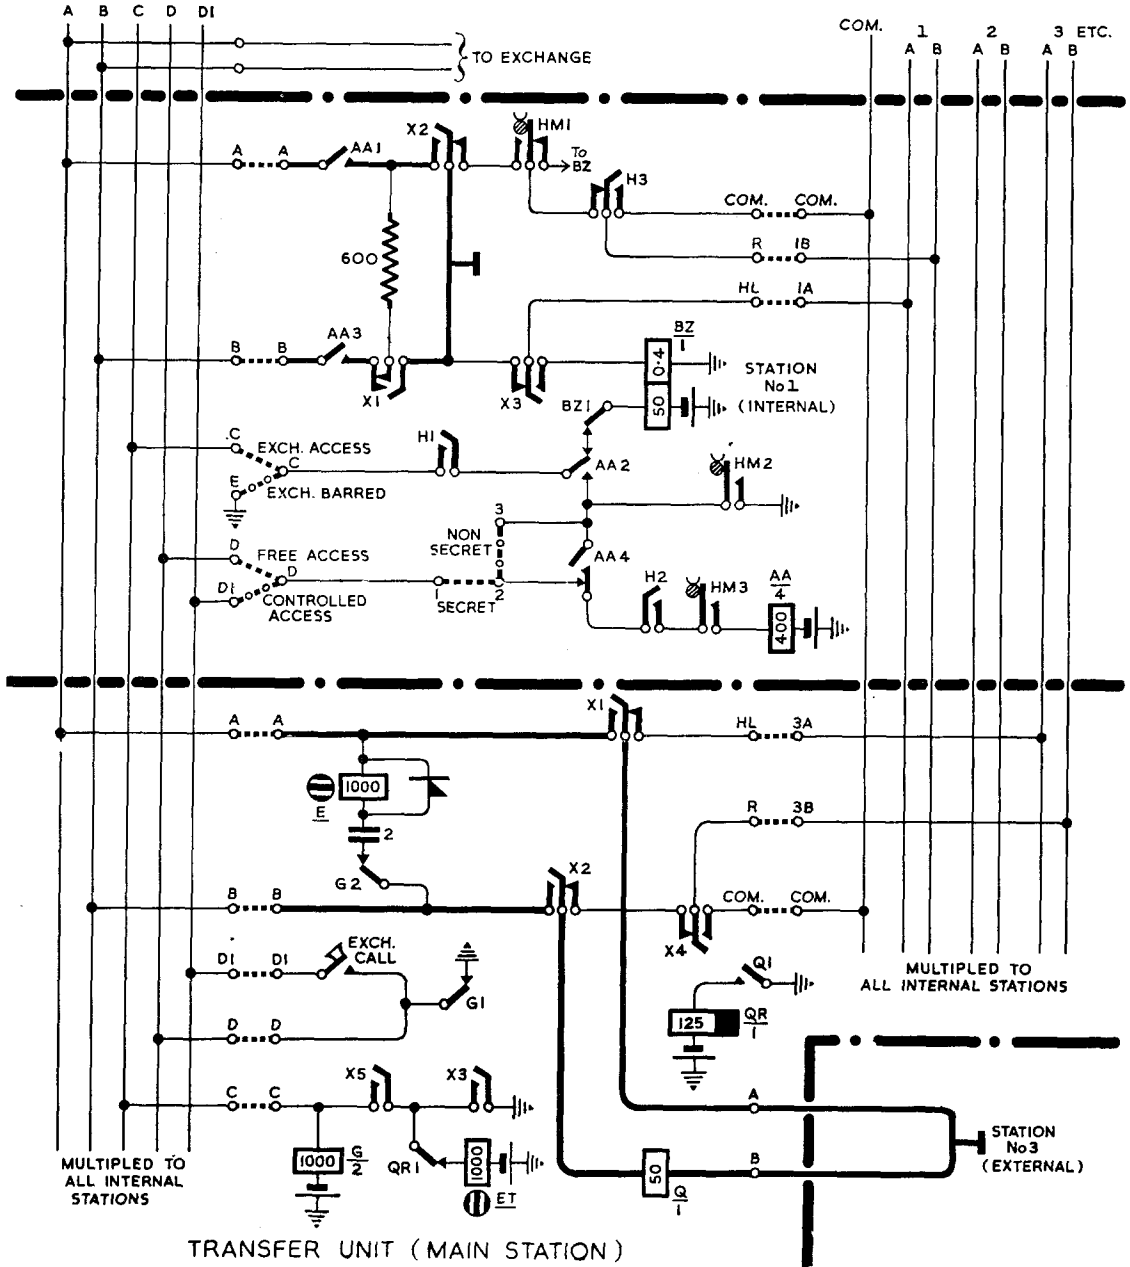 A B C D D1
COM. 1 2 3 ETC.
A B A B A B
TO EXCHANGE
X2 HM1
A A AA1
To
BZ
H3
COM. COM.
600
R 1B
HL 1A
AA3
B B
BZ
1
0·4
X1 X3
STATION
No1
(INTERNAL)
BZ1
50
C EXCH. ACCESS
C
H1
AA2
HM2
E EXCH. BARRED
3
NON
SECRET
D FREE ACCESS
D
AA4
D1 CONTROLLED
ACCESS
1 SECRET 2
H2 HM3 AA
4
400
X1
A A
HL 3A
1000
E
2
R 3B
G2
X2
B B
COM. COM.
X4
D1 D1 EXCH.
CALL
G1
Q1
MULTIPLED TO
ALL INTERNAL STATIONS
D D
125 QR
1
C C
X5 X3
A
1000 G
2
QR1
1000
ET
B
50
Q
1
STATION
No3
(EXTERNAL)
MULTIPLED TO
ALL INTERNAL
STATIONS
TRANSFER UNIT (MAIN STATION)